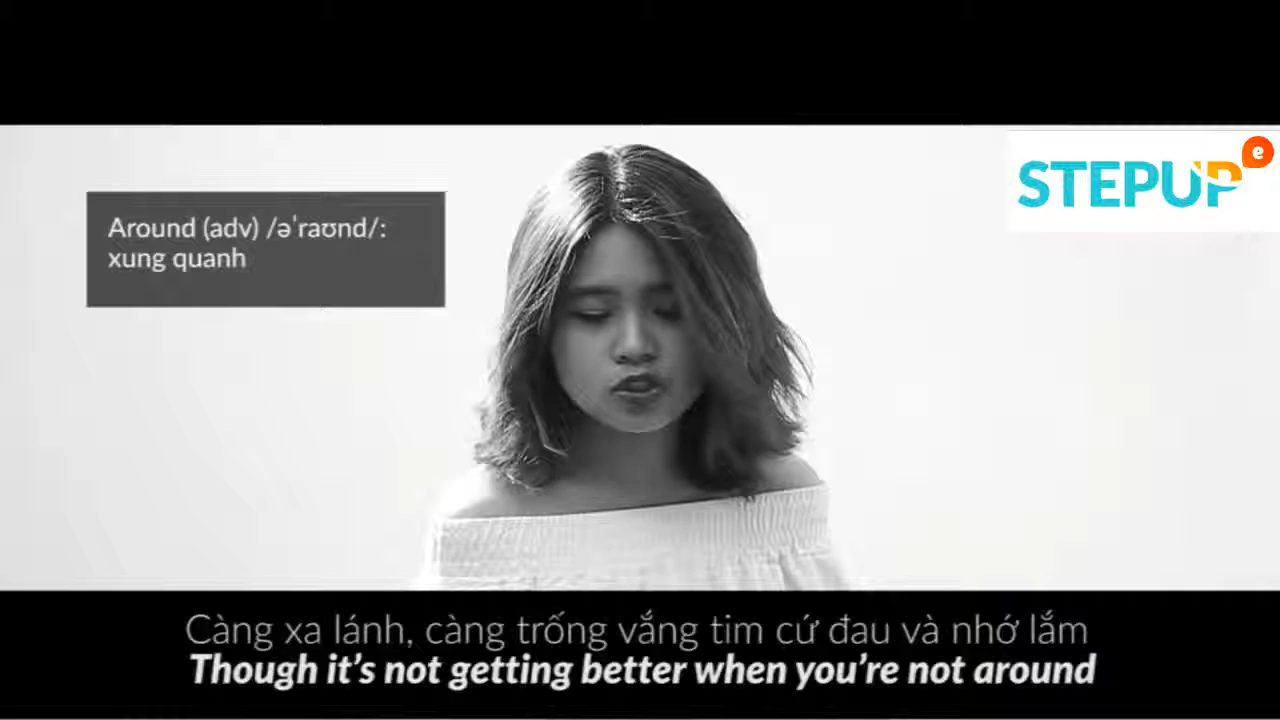 STEPUP
e
Around (adv) /əˈraʊnd/:
xung quanh
Càng xa lánh, càng trống vắng tim cứ đau và nhớ lắm
Though it's not getting better when you're not around